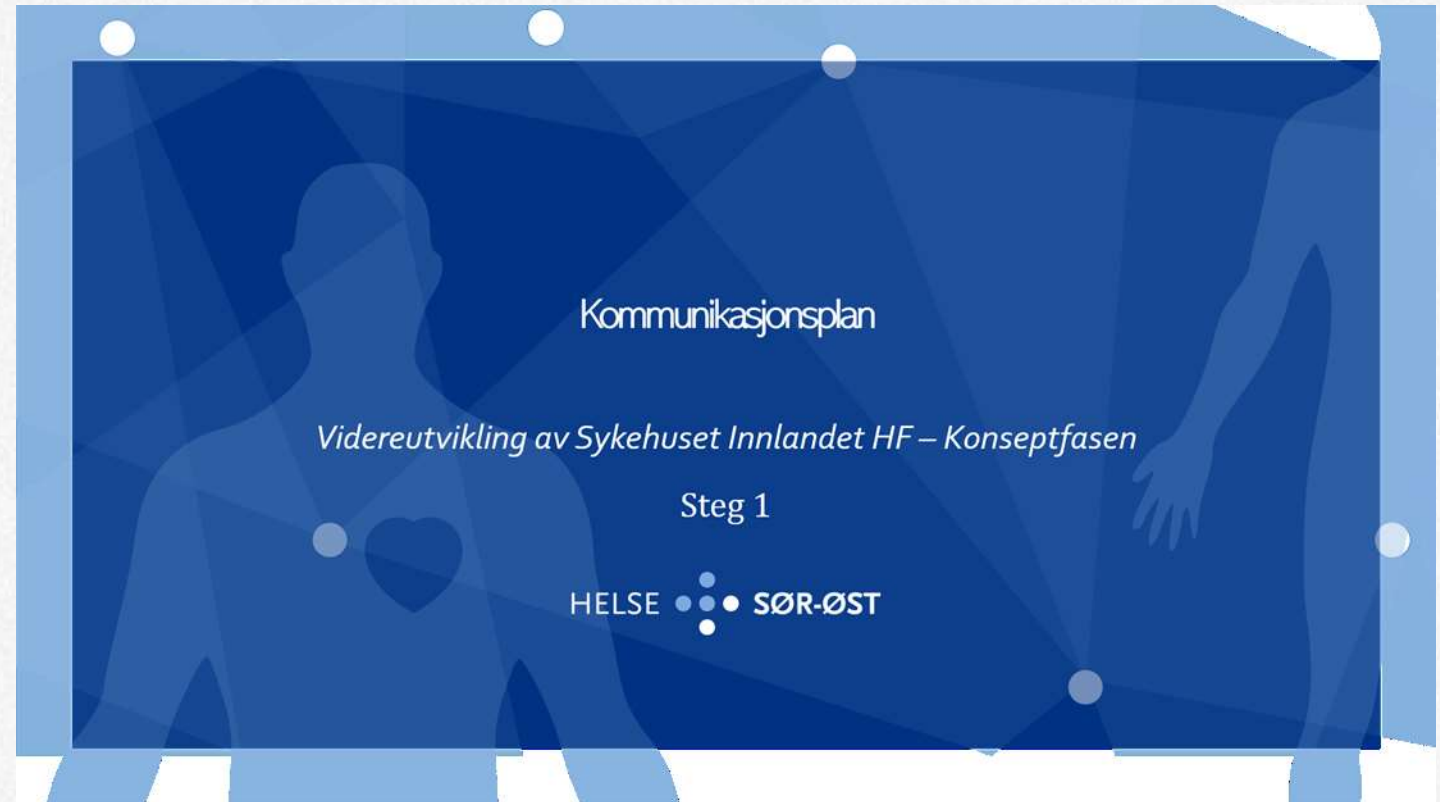 Kommunikasjonsplan
Videreutvikling av Sykehuset Innlandet HF – Konseptfasen
Steg 1
HELSE SØR-ØST